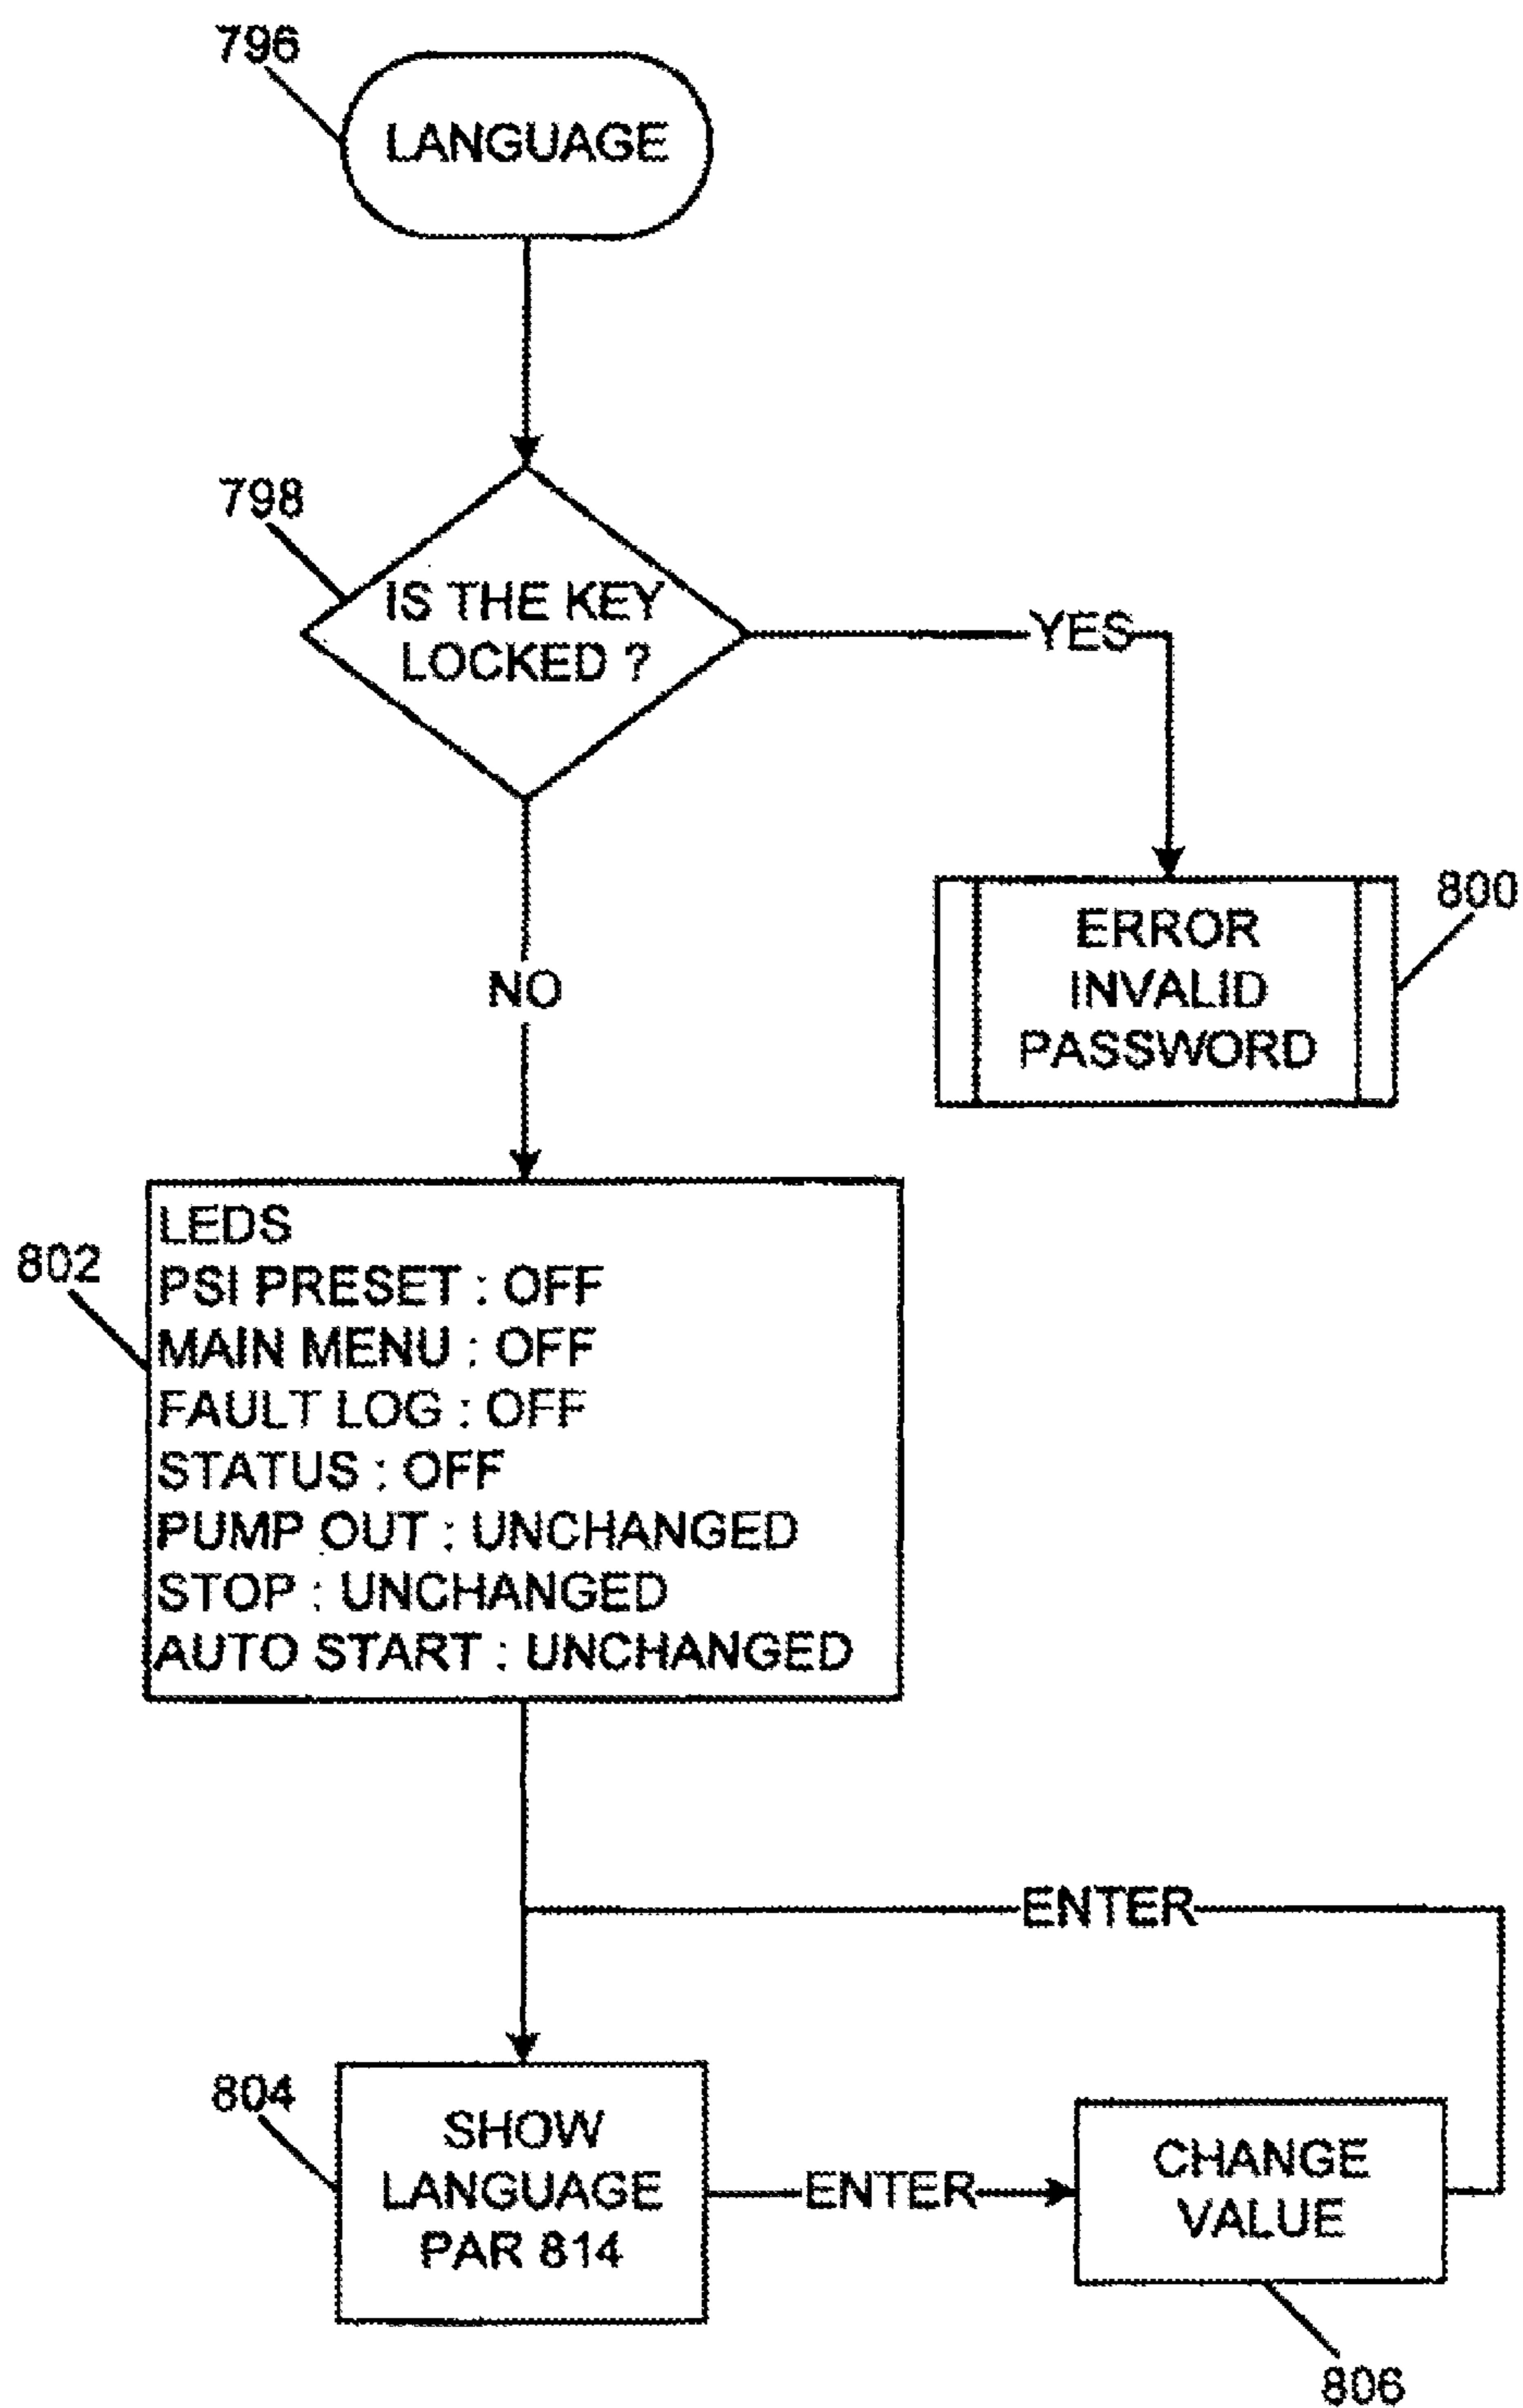 796
LANGUAGE
798
IS THE KEY
LOCKED ?
YES
800
ERROR
INVALID
PASSWORD
NO
802
LEDS
PSI PRESET : OFF
MAIN MENU : OFF
FAULT LOG : OFF
STATUS : OFF
PUMP OUT : UNCHANGED
STOP : UNCHANGED
AUTO START : UNCHANGED
ENTER
804
SHOW
LANGUAGE
PAR 814
ENTER
CHANGE
VALUE
806